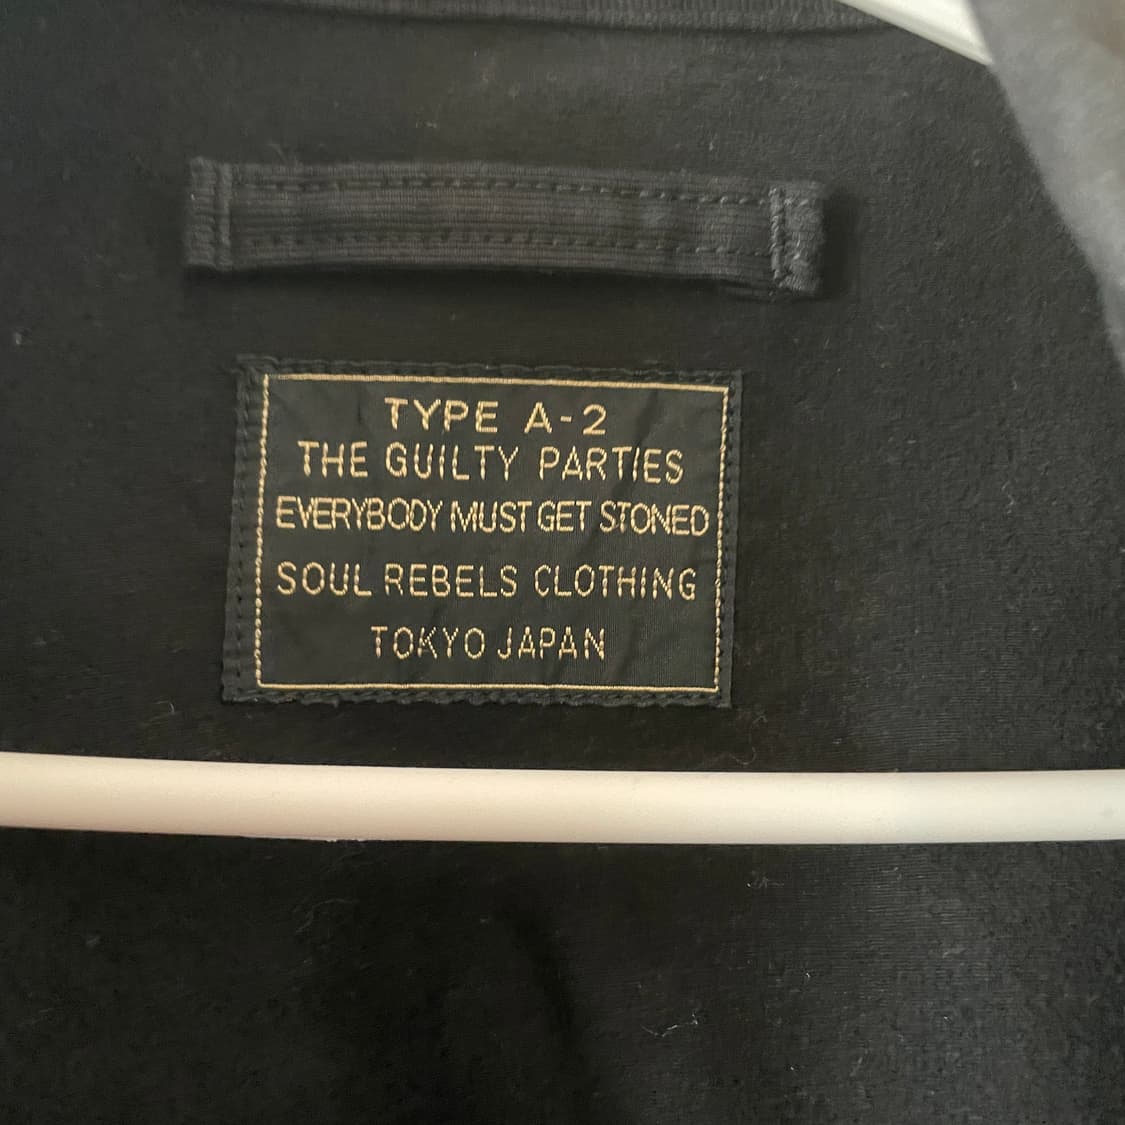 TYPE A-2
THE GUILTY PARTIES
EVERYBODY MUST GET STONED
SOUL REBELS CLOTHING
TOKYO JAPAN